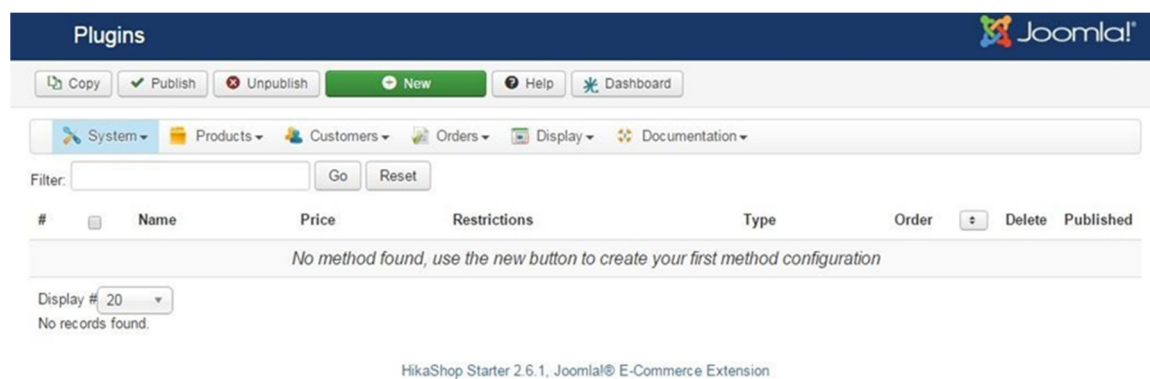 Plugins
Joomla!®
Copy Publish Unpublish New Help Dashboard
System Products Customers Orders Display Documentation
Filter: Go Reset
# Name Price Restrictions Type Order Delete Published
No method found, use the new button to create your first method configuration
Display # 20
No records found.
HikaShop Starter 2.6.1, Joomla!® E-Commerce Extension